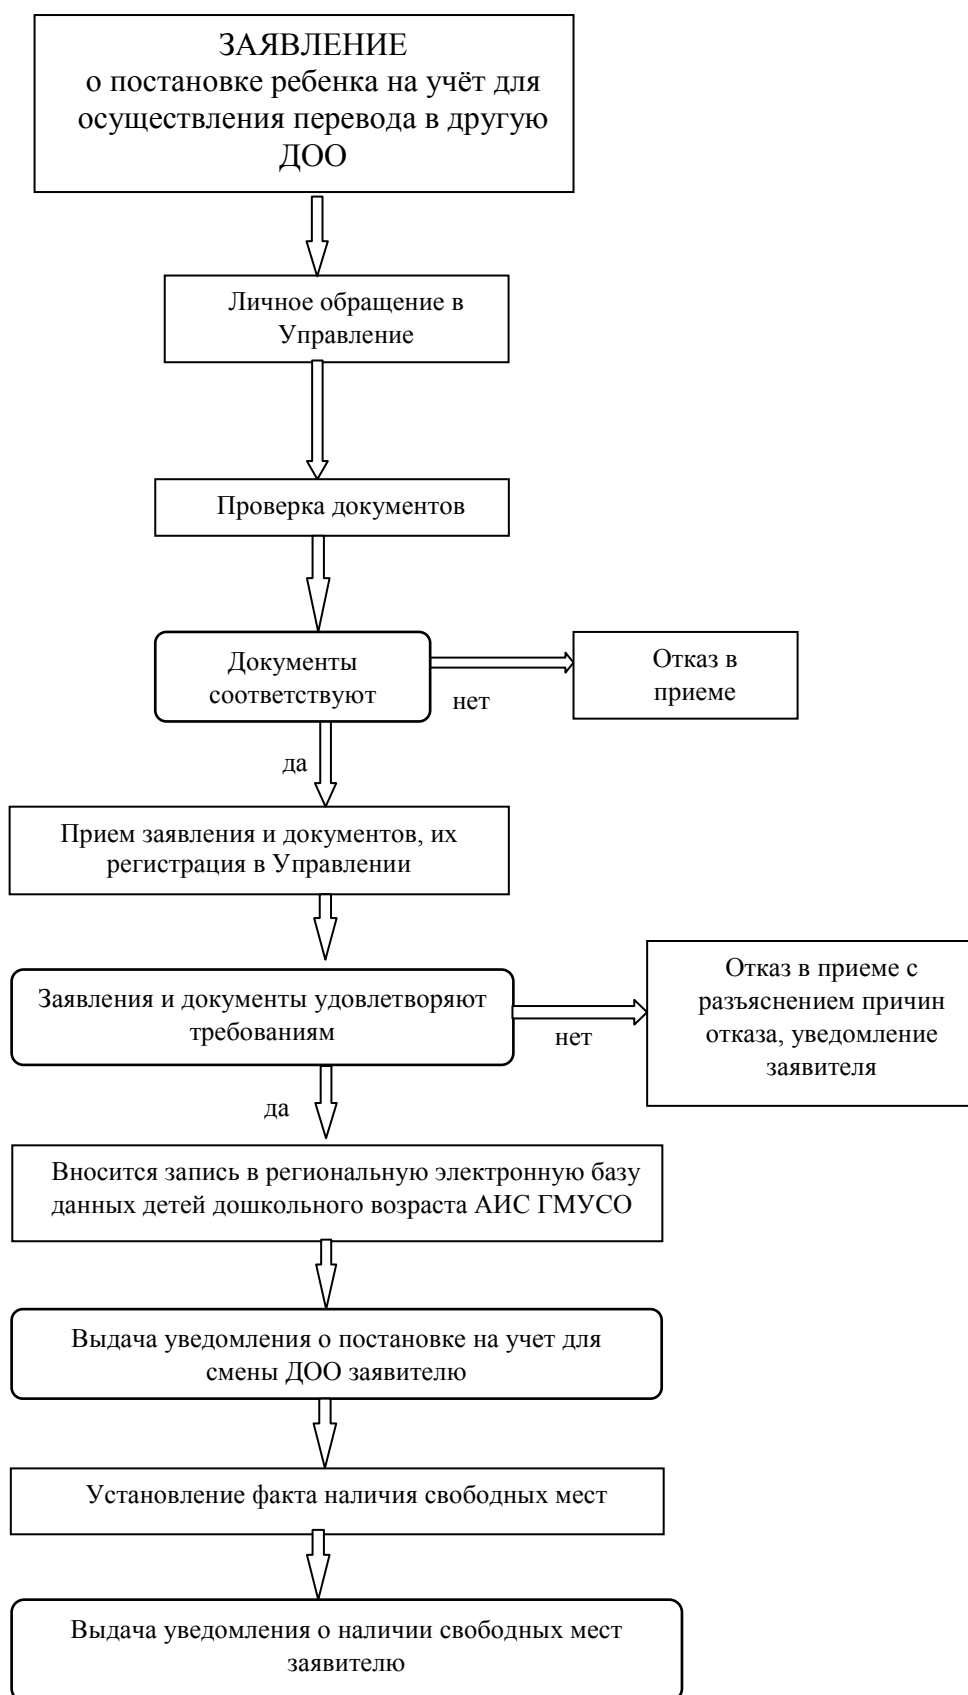 ЗАЯВЛЕНИЕ
о постановке ребенка на учёт для
осуществления перевода в другую
ДОО
Личное обращение в
Управление
Проверка документов
Документы
соответствуют
нет
Отказ в
приеме
да
Прием заявления и документов, их
регистрация в Управлении
Заявления и документы удовлетворяют
требованиям
нет
Отказ в приеме с
разъяснением причин
отказа, уведомление
заявителя
да
Вносится запись в региональную электронную базу
данных детей дошкольного возраста АИС ГМУСО
Выдача уведомления о постановке на учет для
смены ДОО заявителю
Установление факта наличия свободных мест
Выдача уведомления о наличии свободных мест
заявителю